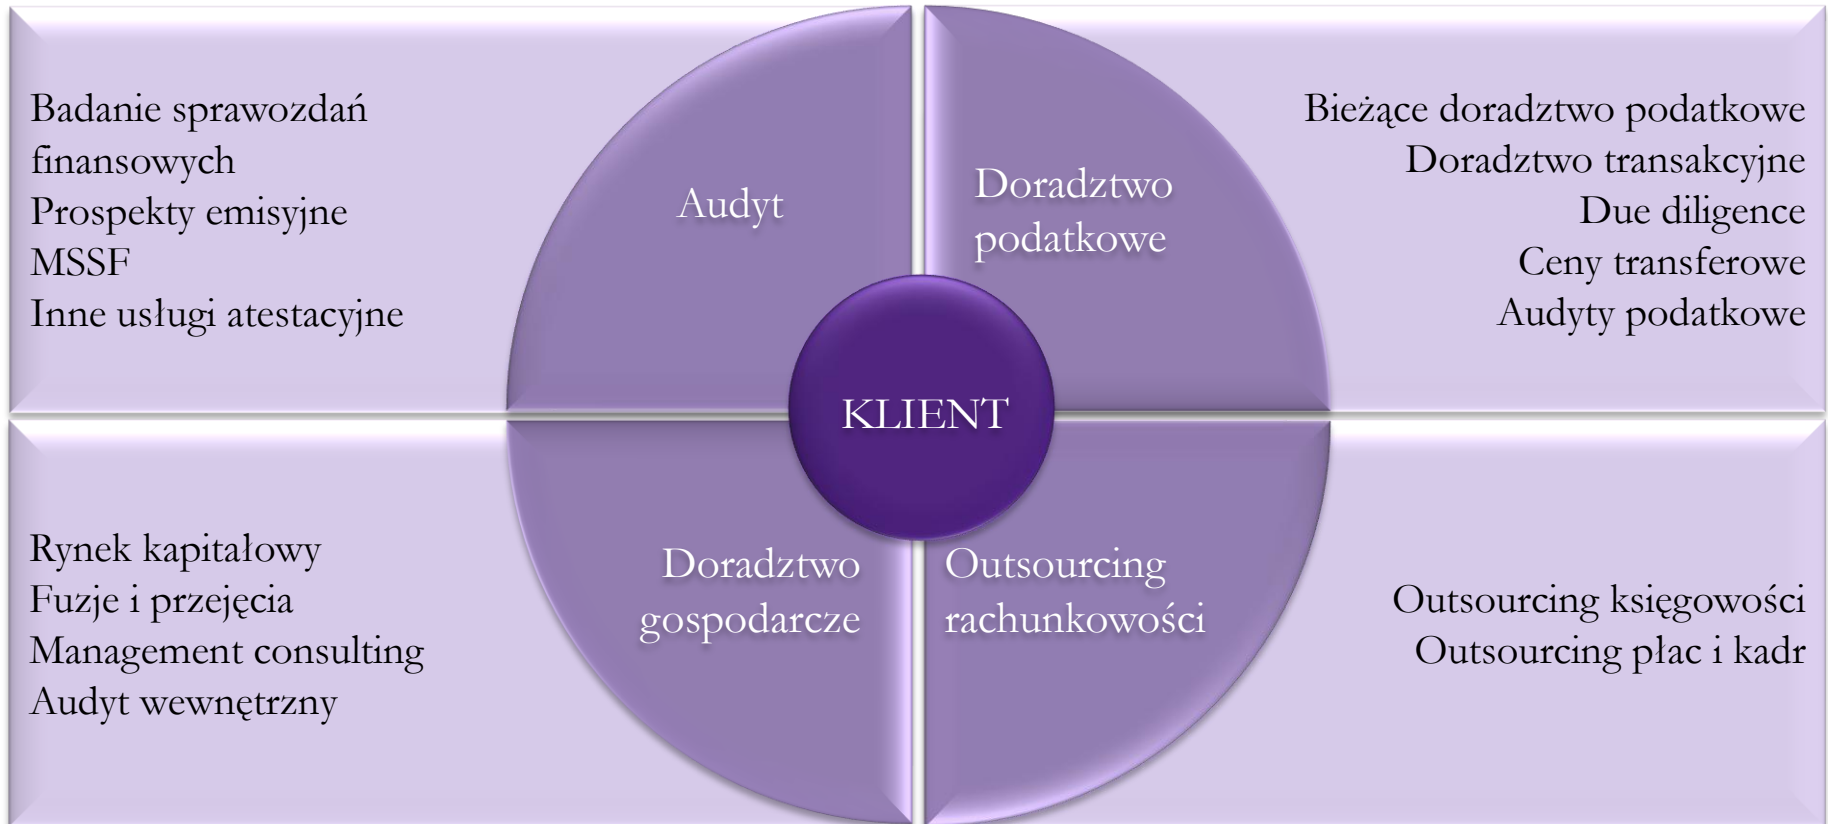 Badanie sprawozdań
finansowych
Prospekty emisyjne
MSSF
Inne usługi atestacyjne
Audyt
Doradztwo
podatkowe
Bieżące doradztwo podatkowe
Doradztwo transakcyjne
Due diligence
Ceny transferowe
Audyty podatkowe
KLIENT
Rynek kapitałowy
Fuzje i przejęcia
Management consulting
Audyt wewnętrzny
Doradztwo
gospodarcze
Outsourcing
rachunkowości
Outsourcing księgowości
Outsourcing płac i kadr